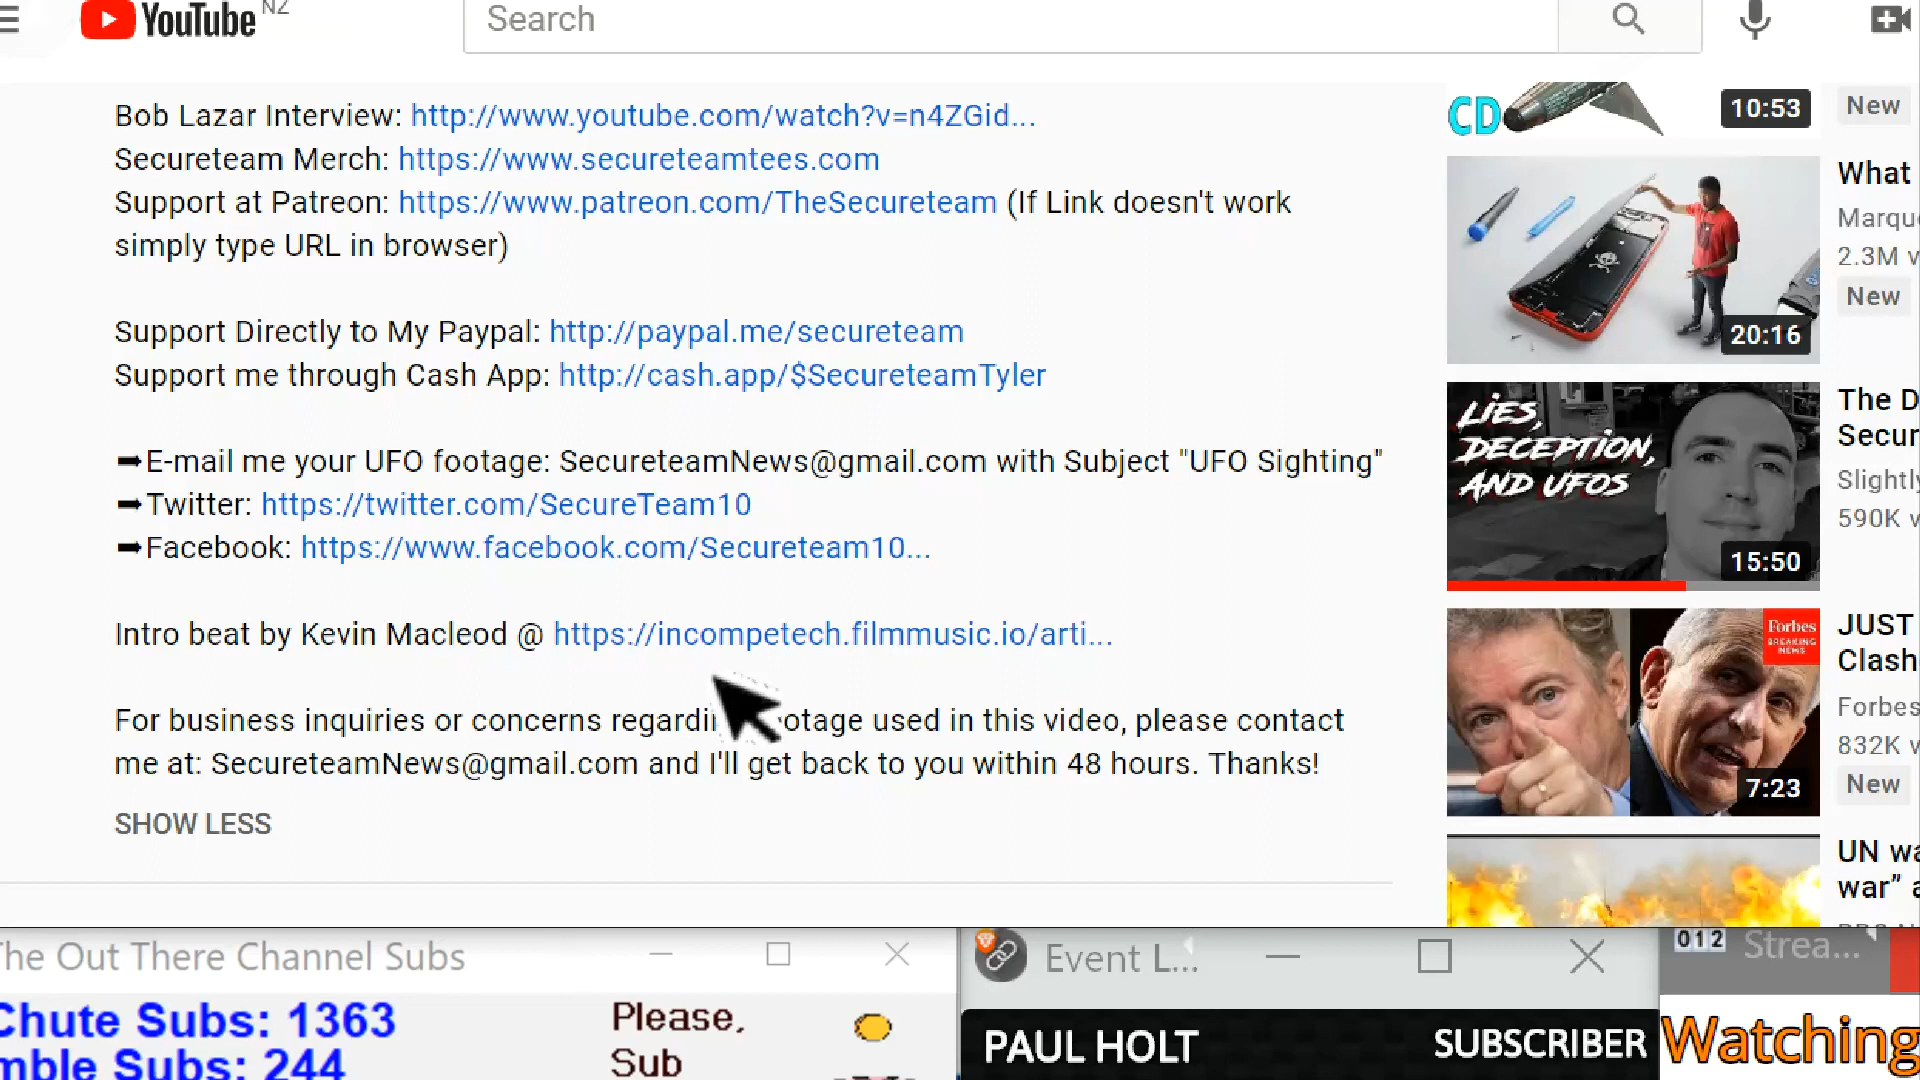 YouTube NZ
Search
Bob Lazar Interview: http://www.youtube.com/watch?v=n4ZGid...
Secureteam Merch: https://www.secureteamtees.com
Support at Patreon: https://www.patreon.com/TheSecureteam (If Link doesn't work
simply type URL in browser)
Support Directly to My Paypal: http://paypal.me/secureteam
Support me through Cash App: http://cash.app/$SecureteamTyler
➡E-mail me your UFO footage: SecureteamNews@gmail.com with Subject "UFO Sighting"
➡Twitter: https://twitter.com/SecureTeam10
➡Facebook: https://www.facebook.com/Secureteam10...
Intro beat by Kevin Macleod @ https://incompetech.filmmusic.io/arti...
For business inquiries or concerns regardi otage used in this video, please contact
me at: SecureteamNews@gmail.com and I'll get back to you within 48 hours. Thanks!
SHOW LESS
CD
10:53
New
20:16
What
Marqu
2.3M v
New
LIES,
DECEPTION,
AND UFOS
15:50
The D
Secur
Slightly
590K v
Forbes
BREAKING
NEWS
7:23
JUST
Clash
Forbes
832K v
New
UN wa
war" a
The Out There Channel Subs
Chute Subs: 1363
mble Subs: 244
Please,
Sub
Event L...
PAUL HOLT
SUBSCRIBER
012
Strea...
Watching